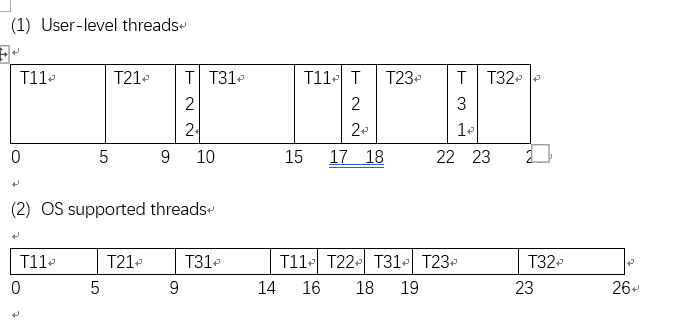 (1) User-level threads
T11 T21 T22 T31 T11 T22 T23 T31 T32
0 5 9 10 15 17 18 22 23
(2) OS supported threads
T11 T21 T31 T11 T22 T31 T23 T32
0 5 9 14 16 18 19 23 26